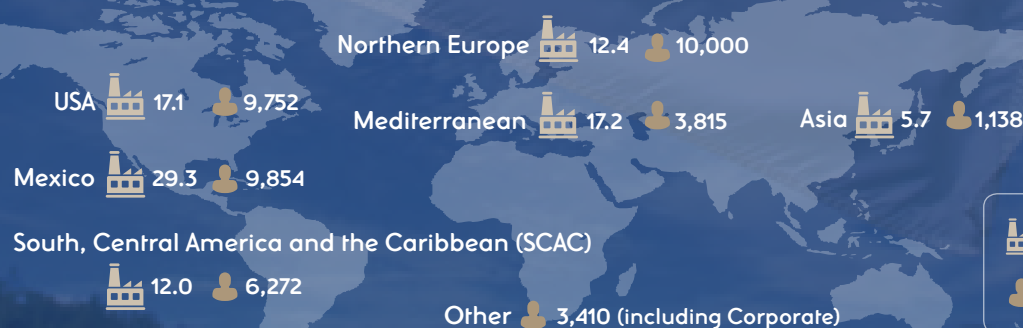 Northern Europe 12.4 10,000
USA 17.1 9,752
Mediterranean 17.2 3,815
Asia 5.7 1,138
Mexico 29.3 9,854
South, Central America and the Caribbean (SCAC)
12.0 6,272
Other 3,410 (including Corporate)